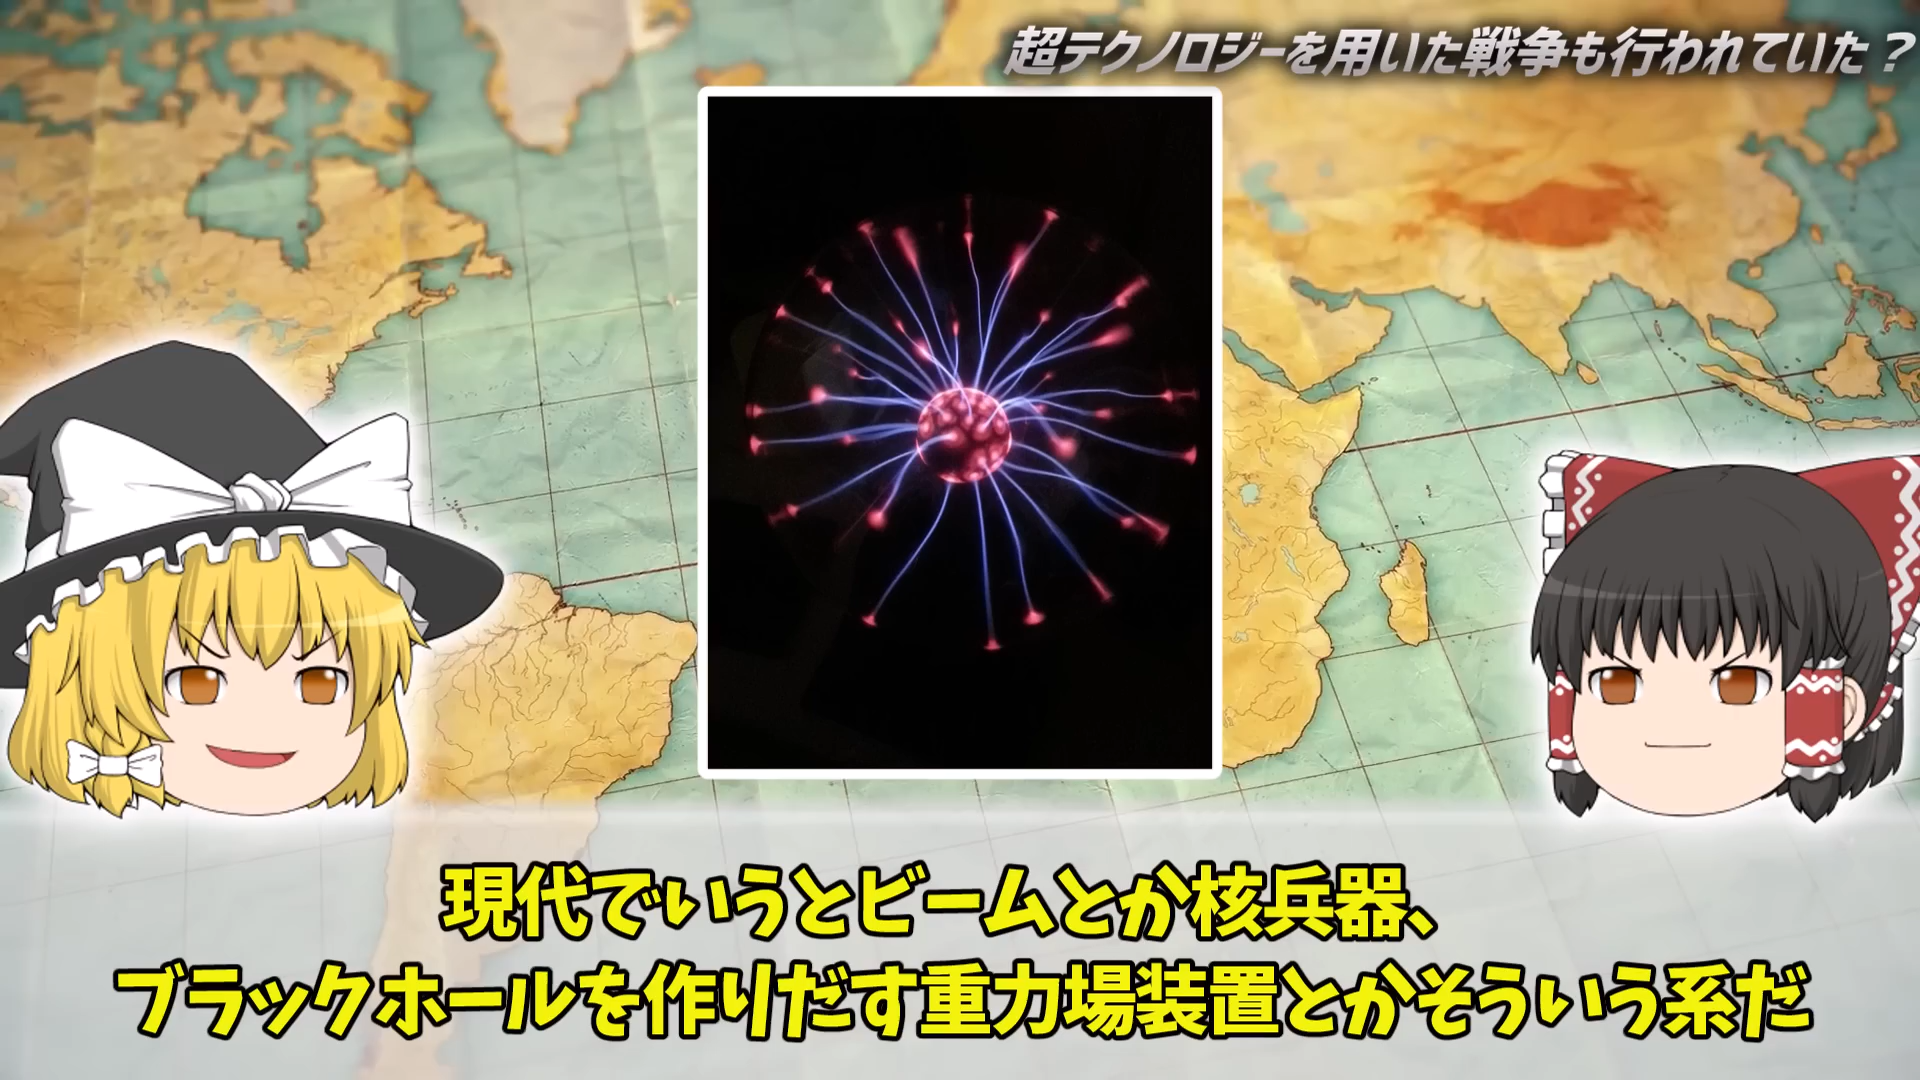 超テクノロジーを用いた戦争も行われていた？
現代でいうとビームとか核兵器、
ブラックホールを作りだす重力場装置とかそういう系だ